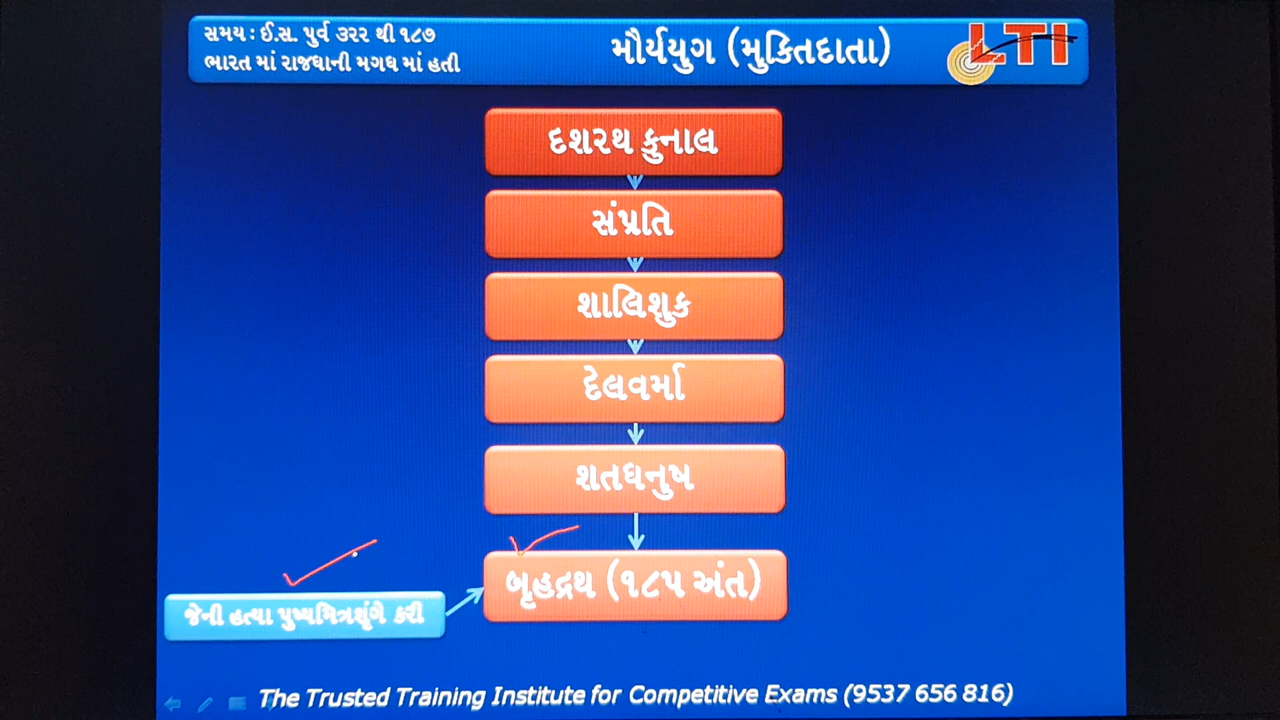 સમય : ઈ.સ. પુર્વ ૩૨૨ થી ૧૮૭
ભારત માં રાજધાની મગધ માં હતી
મૌર્યયુગ (મુકિતદાતા)
LTI
દશરથ કુનાલ
સંપ્રતિ
શાલિશુક
દેલવર્મા
શતધનુષ
બૃહદ્રથ (૧૮૫ અંત)
જેની હત્યા પુષ્યમિત્રશૃંગે કરી
The Trusted Training Institute for Competitive Exams (9537 656 816)